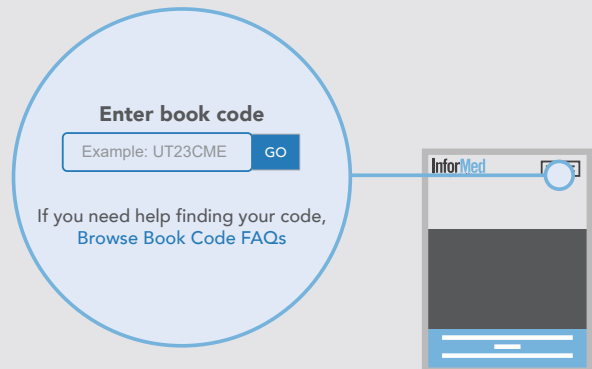 Enter book code
Example: UT23CME GO
If you need help finding your code,
Browse Book Code FAQs
InforMed